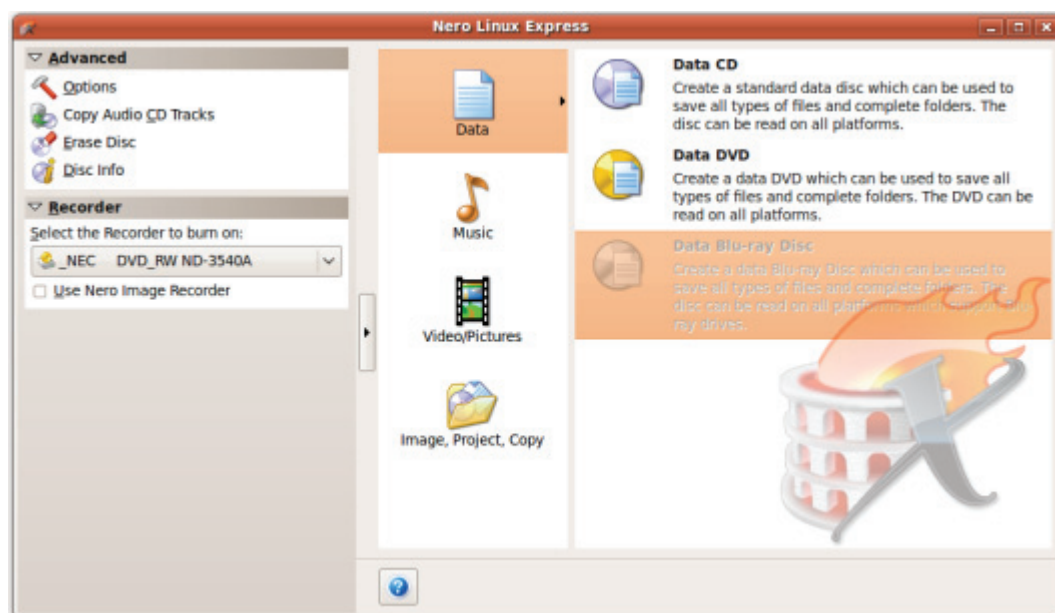 Nero Linux Express
Advanced
Options
Copy Audio CD Tracks
Erase Disc
Disc Info
Recorder
Select the Recorder to burn on:
_NEC DVD_RW ND-3540A
Use Nero Image Recorder
Data
Music
Video/Pictures
Image, Project, Copy
Data CD
Create a standard data disc which can be used to
save all types of files and complete folders. The
disc can be read on all platforms.
Data DVD
Create a data DVD which can be used to save all
types of files and complete folders. The DVD can be
read on all platforms.
Data Blu-ray Disc
Create a data Blu-ray Disc which can be used to
save all types of files and complete folders. The
disc can be read on all platforms which support Blu-
ray drives.